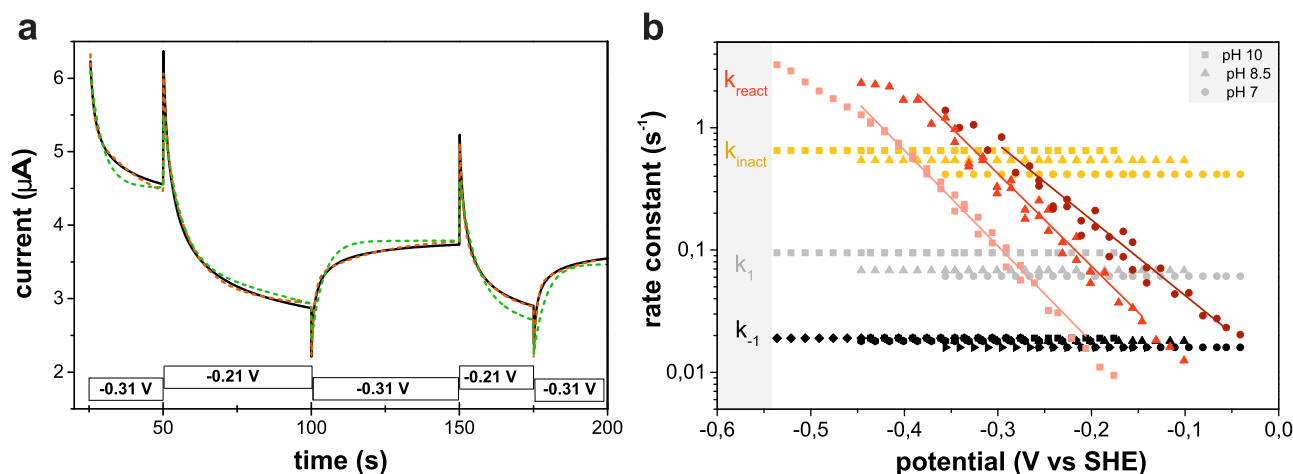 a
current (µA)
6
5
4
3
2
-0.31 V
-0.21 V
-0.31 V
-0.21 V
-0.31 V
50
100
150
200
time (s)
b
rate constant (s⁻¹)
1
0,1
0,01
k_react
k_inact
k_1
k_-1
pH 10
pH 8.5
pH 7
-0,6
-0,5
-0,4
-0,3
-0,2
-0,1
0,0
potential (V vs SHE)